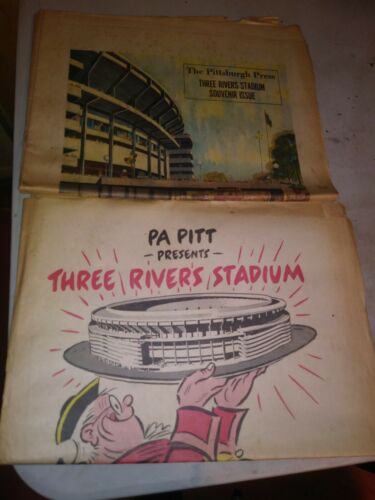 The Pittsburgh Press
THREE RIVERS STADIUM
SOUVENIR ISSUE
PA PITT
- PRESENTS -
THREE RIVERS STADIUM